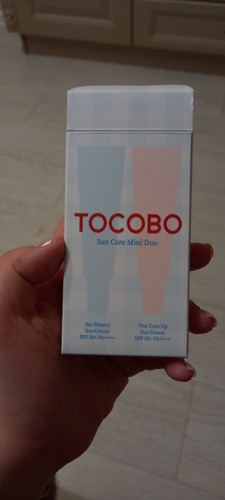 TOCOBO
Sun Care Mini Duo
Bio Watery
Sun Cream
SPF 50+ PA++++
Vita Tone Up
Sun Cream
SPF 50+ PA++++